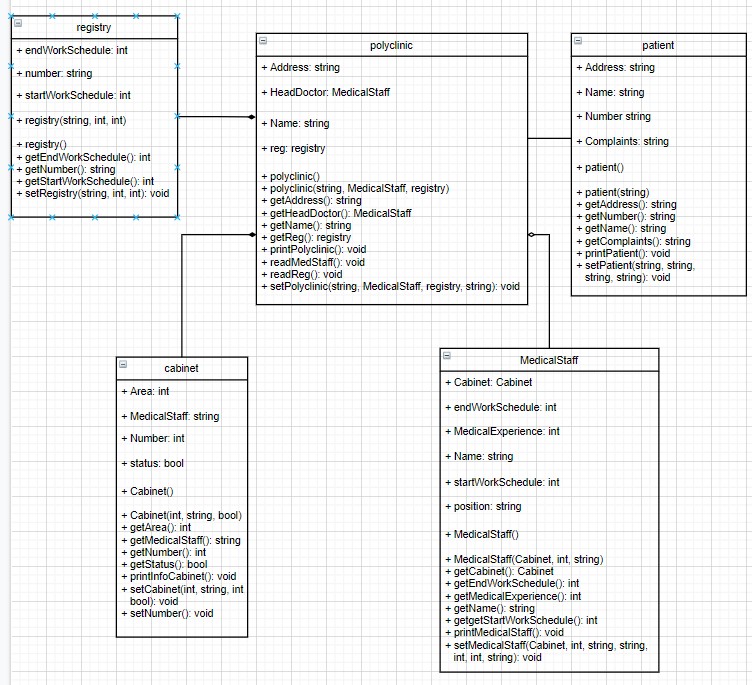 registry
+ endWorkSchedule: int
+ number: string
+ startWorkSchedule: int
+ registry(string, int, int)
+ registry()
+ getEndWorkSchedule(): int
+ getNumber(): string
+ getStartWorkSchedule(): int
+ setRegistry(string, int, int): void
polyclinic
+ Address: string
+ HeadDoctor: MedicalStaff
+ Name: string
+ reg: registry
+ polyclinic()
+ polyclinic(string, MedicalStaff, registry)
+ getAddress(): string
+ getHeadDoctor(): MedicalStaff
+ getName(): string
+ getReg(): registry
+ printPolyclinic(): void
+ readMedStaff(): void
+ readReg(): void
+ setPolyclinic(string, MedicalStaff, registry, string): void
patient
+ Address: string
+ Name: string
+ Number string
+ Complaints: string
+ patient()
+ patient(string)
+ getAddress(): string
+ getNumber(): string
+ getName(): string
+ getComplaints(): string
+ printPatient(): void
+ setPatient(string, string,
string, string): void
cabinet
+ Area: int
+ MedicalStaff: string
+ Number: int
+ status: bool
+ Cabinet()
+ Cabinet(int, string, bool)
+ getArea(): int
+ getMedicalStaff(): string
+ getNumber(): int
+ getStatus(): bool
+ printInfoCabinet(): void
+ setCabinet(int, string, int
bool): void
+ setNumber(): void
MedicalStaff
+ Cabinet: Cabinet
+ endWorkSchedule: int
+ MedicalExperience: int
+ Name: string
+ startWorkSchedule: int
+ position: string
+ MedicalStaff()
+ MedicalStaff(Cabinet, int, string)
+ getCabinet(): Cabinet
+ getEndWorkSchedule(): int
+ getMedicalExperience(): int
+ getName(): string
+ getgetStartWorkSchedule(): int
+ printMedicalStaff(): void
+ setMedicalStaff(Cabinet, int, string, string,
int, int, string): void